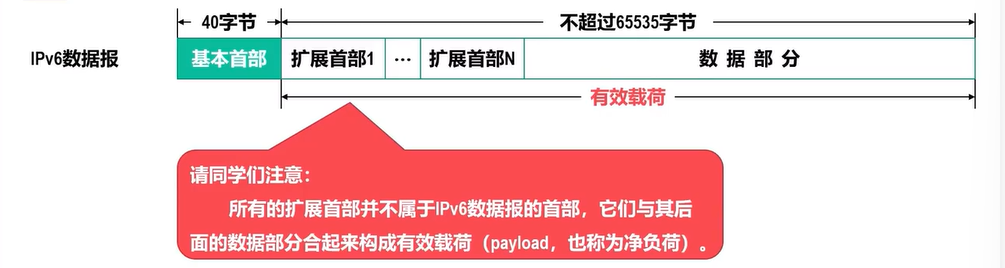 40字节 不超过65535字节
IPv6数据报 基本首部 扩展首部1 … 扩展首部N 数据部分
有效载荷
请同学们注意：
所有的扩展首部并不属于IPv6数据报的首部，它们与其后
面的数据部分合起来构成有效载荷（payload，也称为净负荷）。